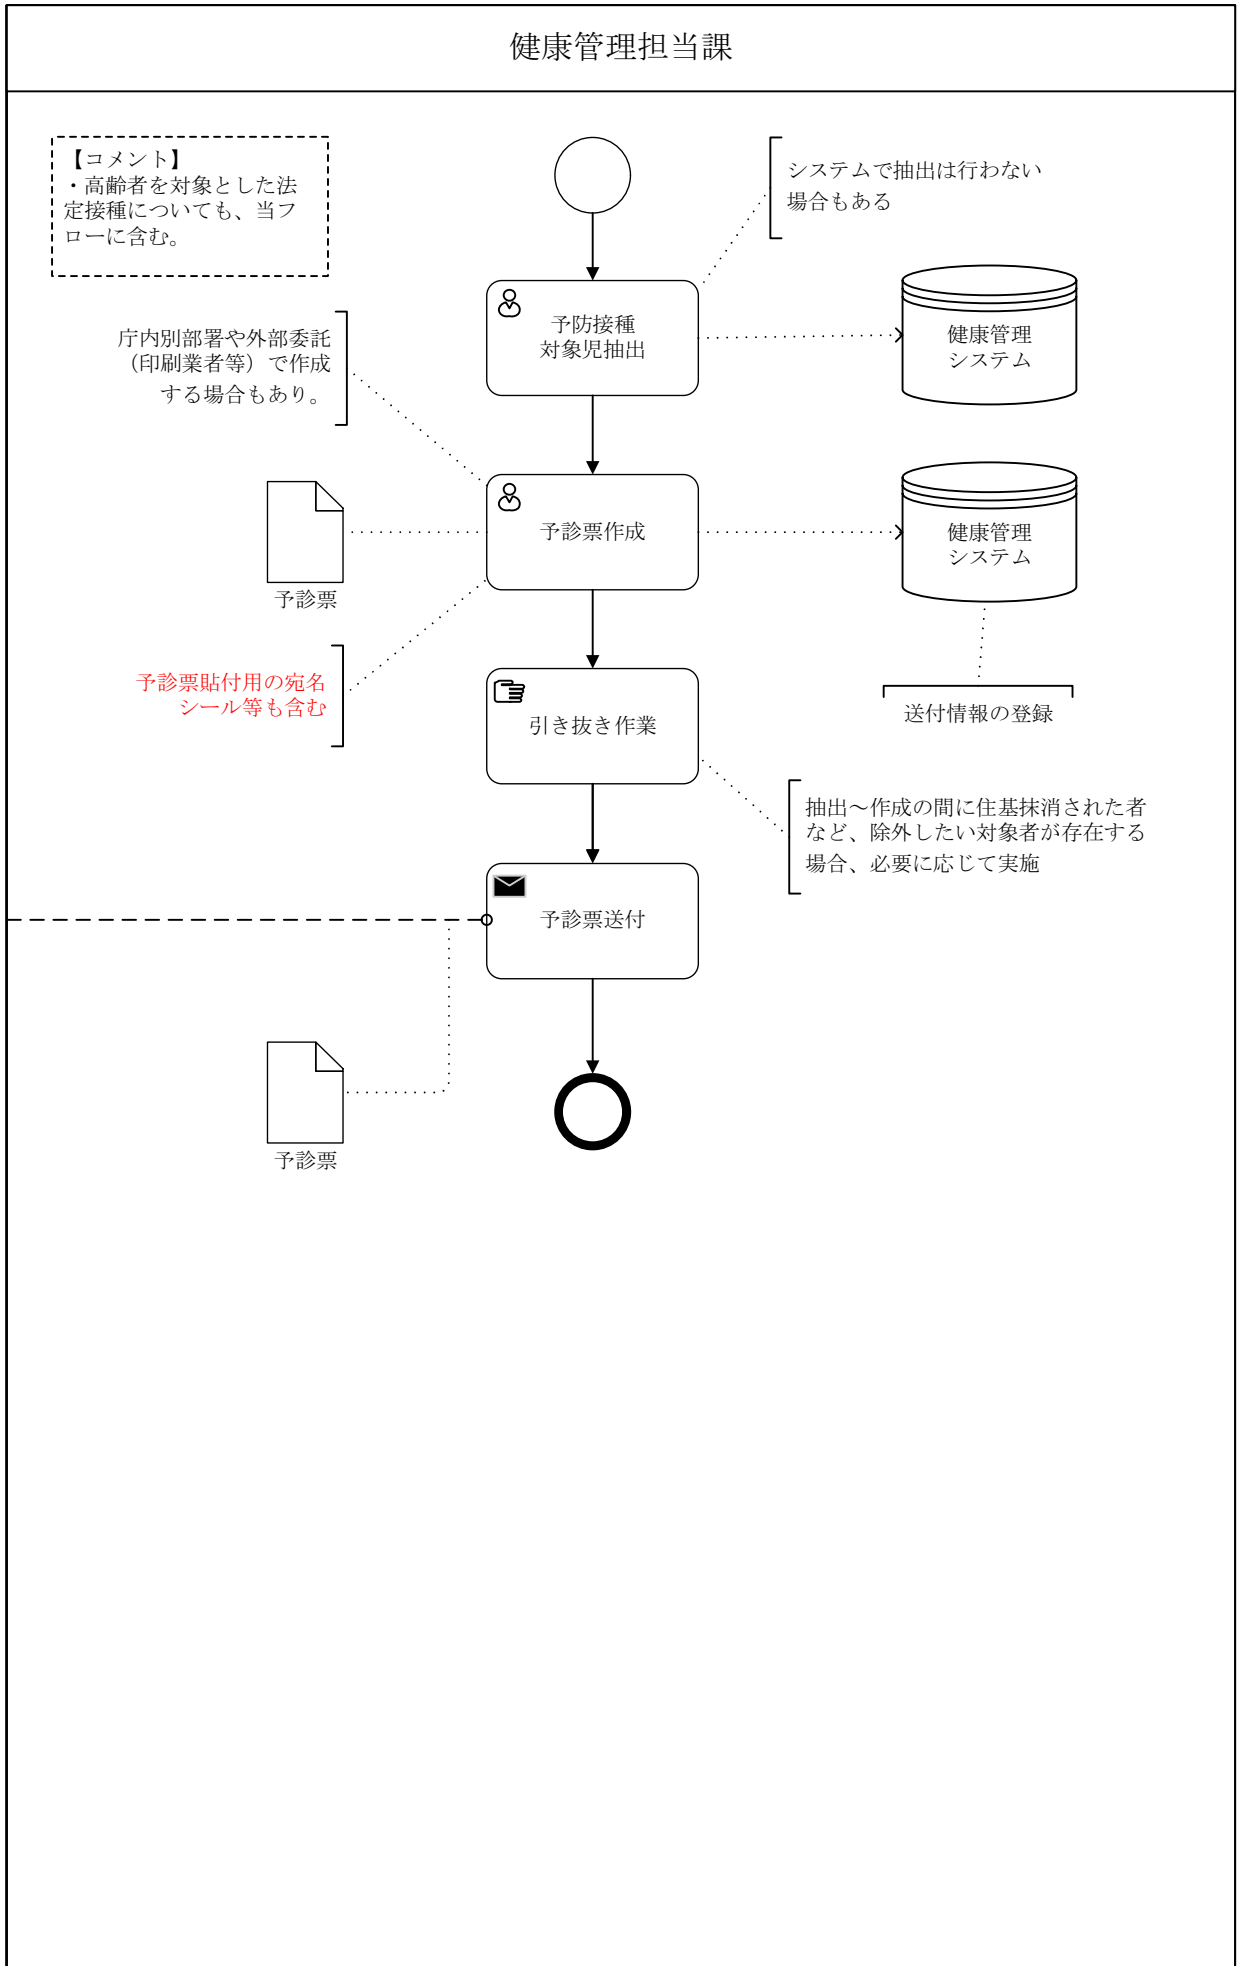 健康管理担当課
【コメント】
・高齢者を対象とした法
定接種についても、当フ
ローに含む。
システムで抽出は行わない
場合もある
予防接種
対象児抽出
健康管理
システム
庁内別部署や外部委託
（印刷業者等）で作成
する場合もあり。
予診票作成
健康管理
システム
予診票
予診票貼付用の宛名
シール等も含む
引き抜き作業
送付情報の登録
抽出～作成の間に住基抹消された者
など、除外したい対象者が存在する
場合、必要に応じて実施
予診票送付
予診票